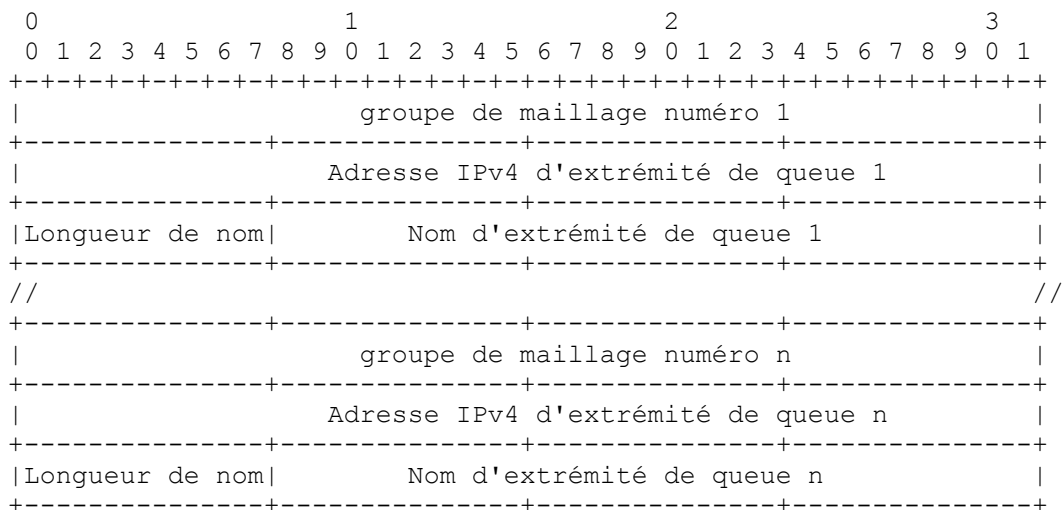 0                   1                   2                   3
0 1 2 3 4 5 6 7 8 9 0 1 2 3 4 5 6 7 8 9 0 1 2 3 4 5 6 7 8 9 0 1
+-+-+-+-+-+-+-+-+-+-+-+-+-+-+-+-+-+-+-+-+-+-+-+-+-+-+-+-+-+-+-+-+
|                     groupe de maillage numéro 1               |
+---------------+---------------+---------------+---------------+
|                   Adresse IPv4 d'extrémité de queue 1         |
+---------------+---------------+---------------+---------------+
|Longueur de nom|        Nom d'extrémité de queue 1             |
+---------------+---------------+---------------+---------------+
//                                                              //
+---------------+---------------+---------------+---------------+
|                     groupe de maillage numéro n               |
+---------------+---------------+---------------+---------------+
|                   Adresse IPv4 d'extrémité de queue n         |
+---------------+---------------+---------------+---------------+
|Longueur de nom|        Nom d'extrémité de queue n             |
+---------------+---------------+---------------+---------------+